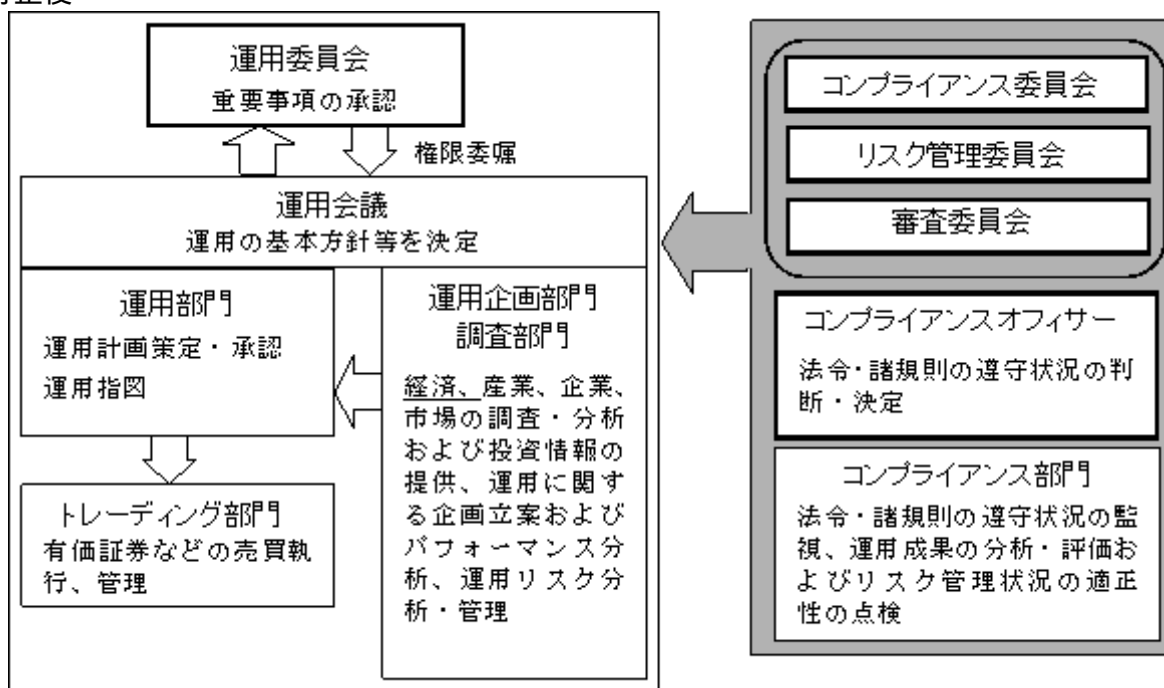 運用委員会
重要事項の承認
権限委嘱
運用会議
運用の基本方針等を決定
運用部門
運用計画策定・承認
運用指図
運用企画部門
調査部門
経済、産業、企業、
市場の調査・分析
および投資情報の
提供、運用に関す
る企画立案および
パフォーマンス分
析、運用リスク分
析・管理
トレーディング部門
有価証券などの売買執
行、管理
コンプライアンス委員会
リスク管理委員会
審査委員会
コンプライアンスオフィサー
法令・諸規則の遵守状況の判
断・決定
コンプライアンス部門
法令・諸規則の遵守状況の監
視、運用成果の分析・評価お
よびリスク管理状況の適正
性の点検